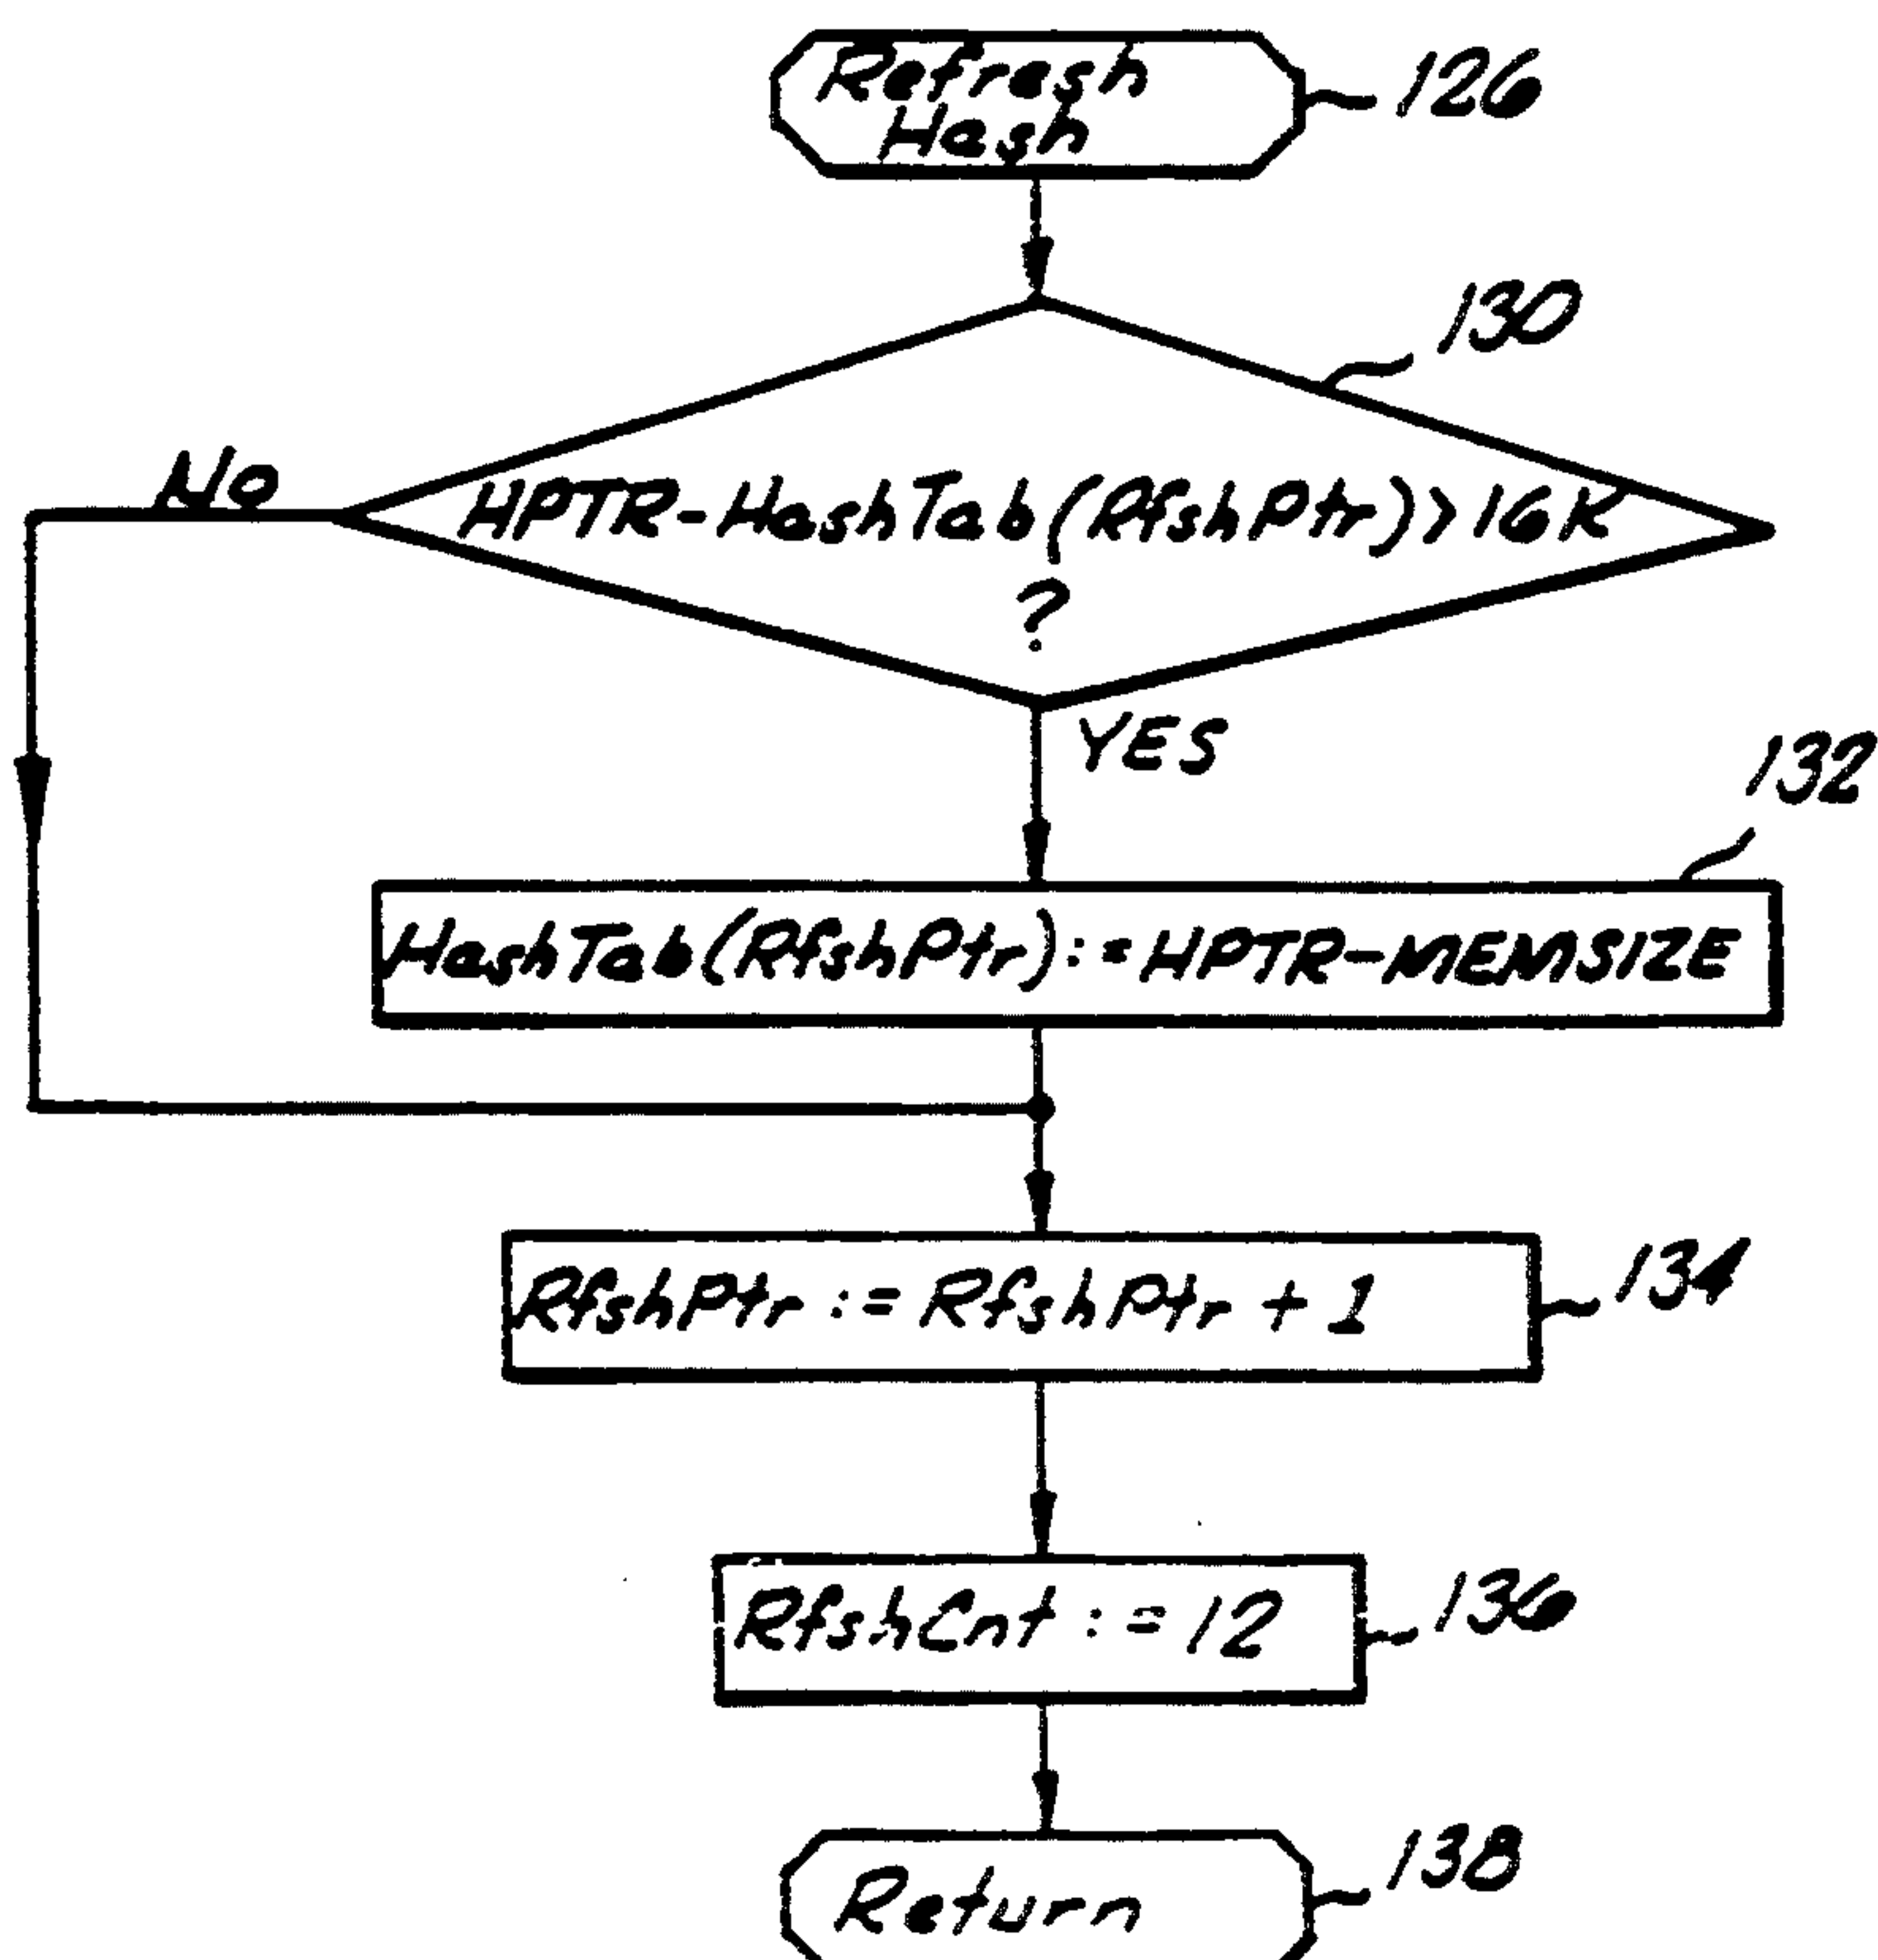 Refresh
Hash
126
130
No
HPTR-HashTab(RfshPtr)>16K
?
YES
132
HashTab(RfshPtr):=HPTR-MEMSIZE
RfshPtr := RfshPtr + 1
134
RfshCnt := 12
136
Return
138